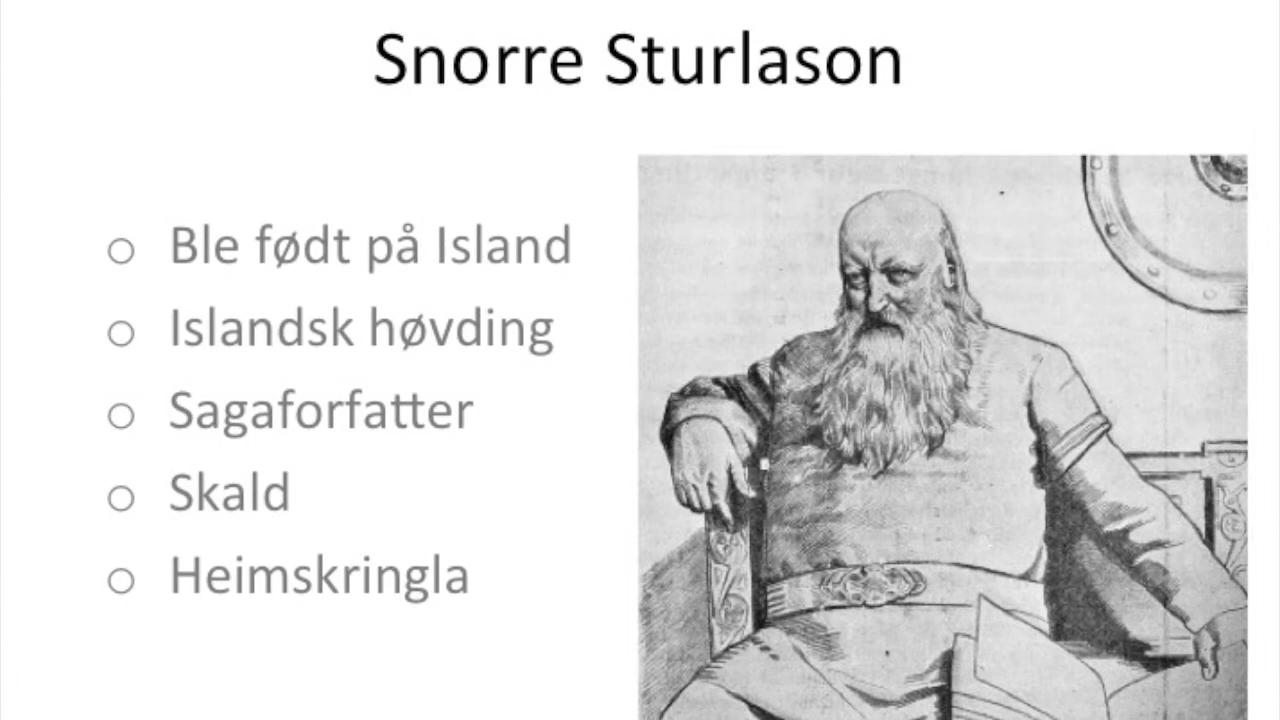 Snorre Sturlason
Ble født på Island
Islandsk høvding
Sagaforfatter
Skald
Heimskringla